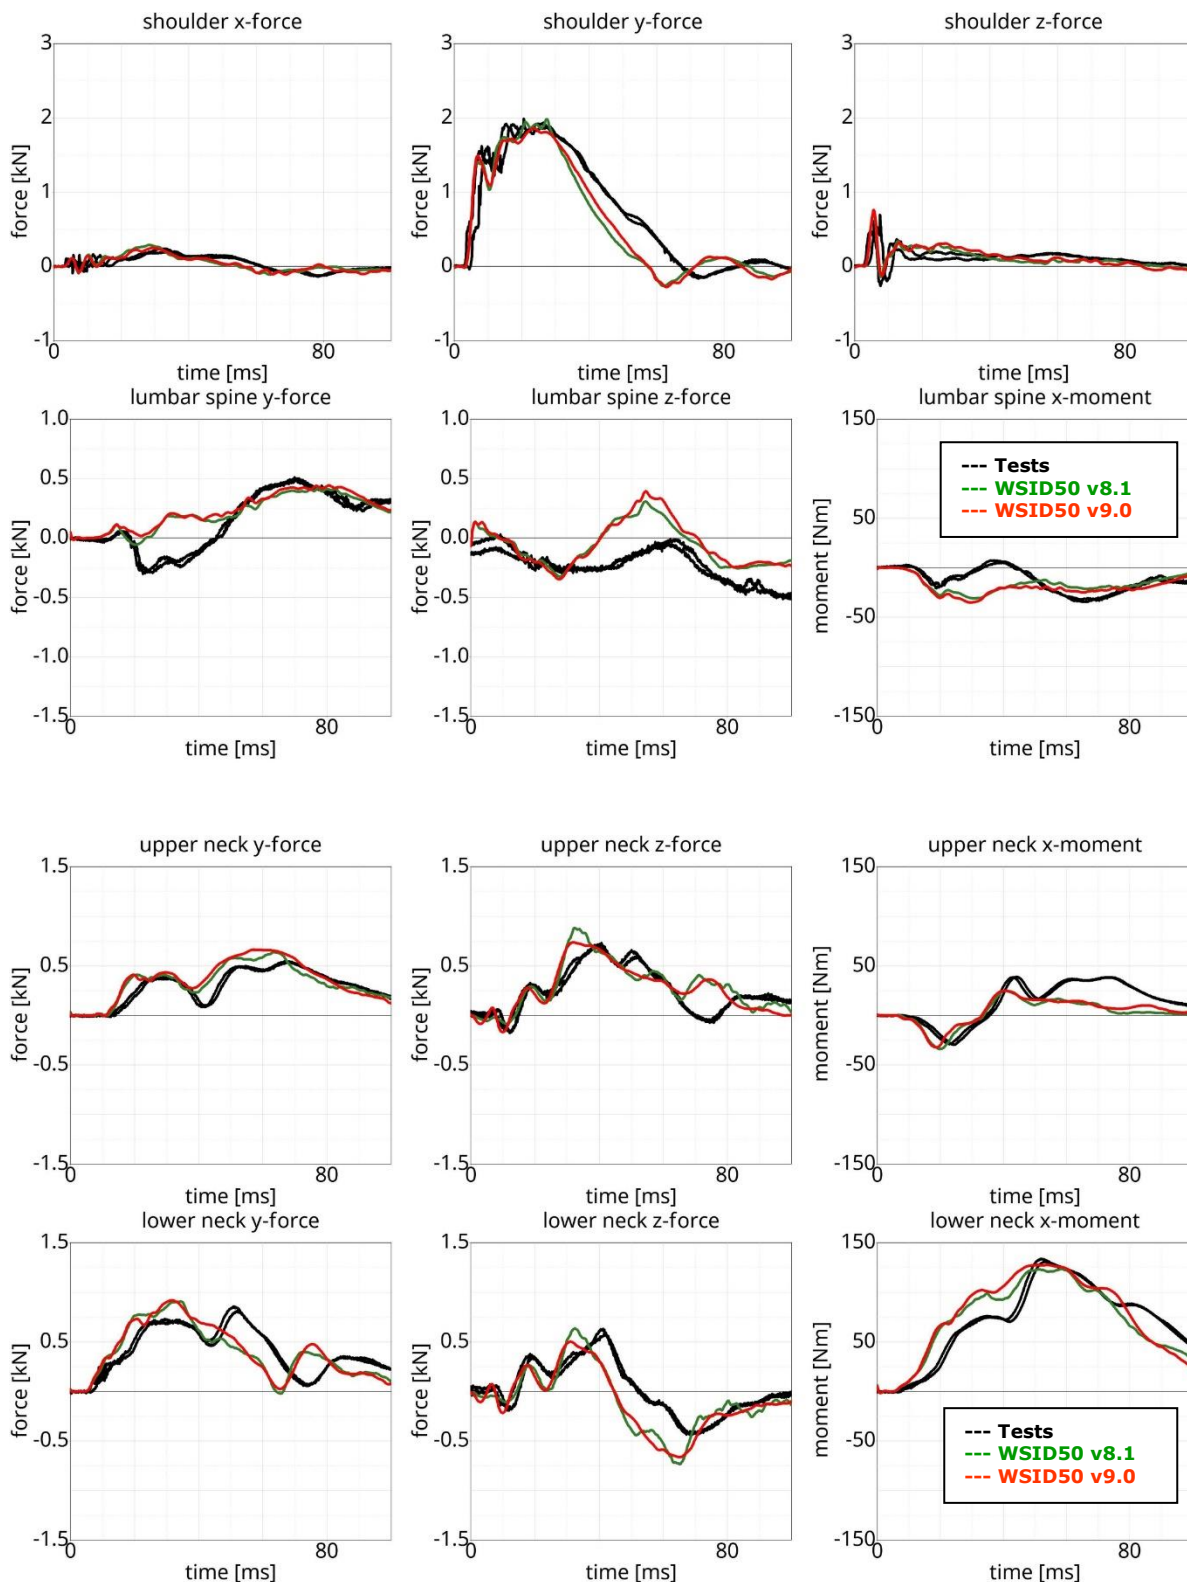 shoulder x-force
shoulder y-force
shoulder z-force
3
2
1
0
-1
force [kN]
0
80
time [ms]
3
2
1
0
-1
force [kN]
0
80
time [ms]
3
2
1
0
-1
force [kN]
0
80
time [ms]
lumbar spine y-force
lumbar spine z-force
lumbar spine x-moment
1.0
0.5
0.0
-0.5
-1.0
-1.5
force [kN]
0
80
time [ms]
1.0
0.5
0.0
-0.5
-1.0
-1.5
force [kN]
0
80
time [ms]
150
50
-50
-150
moment [Nm]
0
80
time [ms]
--- Tests
--- WSID50 v8.1
--- WSID50 v9.0
upper neck y-force
upper neck z-force
upper neck x-moment
1.5
0.5
-0.5
-1.5
force [kN]
0
80
time [ms]
1.5
0.5
-0.5
-1.5
force [kN]
0
80
time [ms]
150
50
-50
-150
moment [Nm]
0
80
time [ms]
lower neck y-force
lower neck z-force
lower neck x-moment
1.5
0.5
-0.5
-1.5
force [kN]
0
80
time [ms]
1.5
0.5
-0.5
-1.5
force [kN]
0
80
time [ms]
150
50
-50
-150
moment [Nm]
0
80
time [ms]
--- Tests
--- WSID50 v8.1
--- WSID50 v9.0